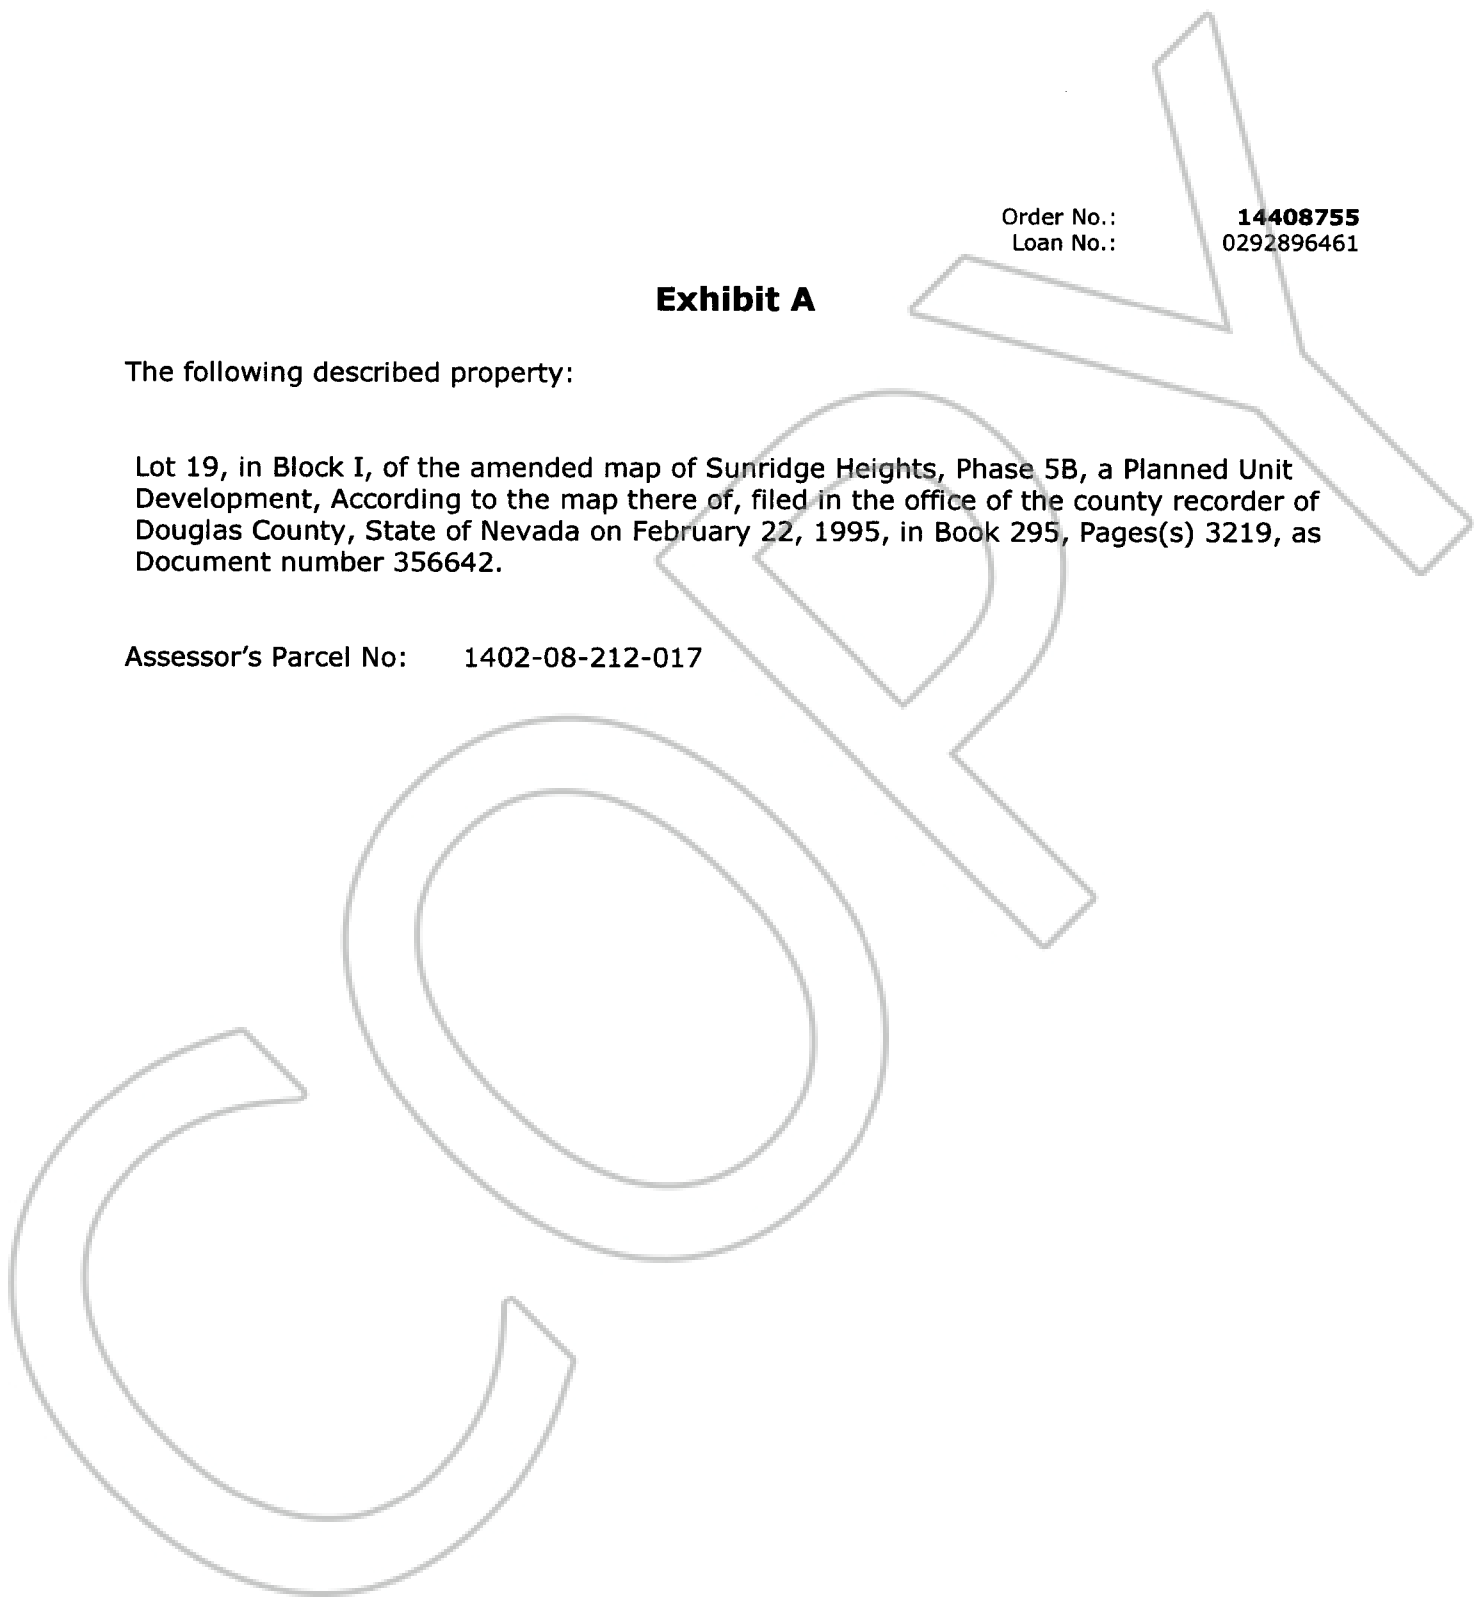 Order No.: 14408755
Loan No.: 0292896461
Exhibit A
The following described property:
Lot 19, in Block I, of the amended map of Sunridge Heights, Phase 5B, a Planned Unit
Development, According to the map there of, filed in the office of the county recorder of
Douglas County, State of Nevada on February 22, 1995, in Book 295, Pages(s) 3219, as
Document number 356642.
Assessor's Parcel No: 1402-08-212-017
COPY